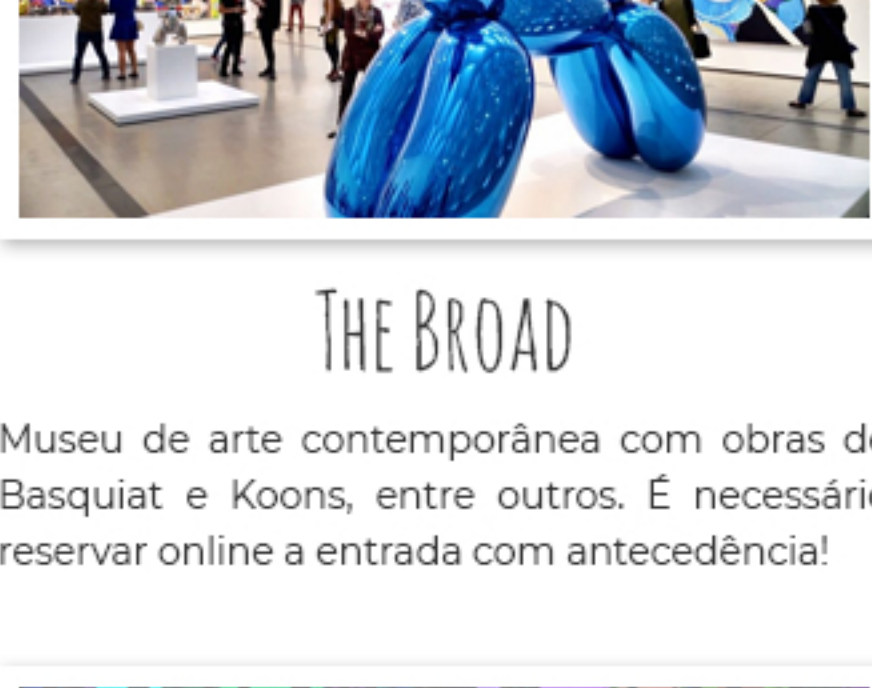 The Broad
Museu de arte contemporânea com obras de
Basquiat e Koons, entre outros. É necessário
reservar online a entrada com antecedência!